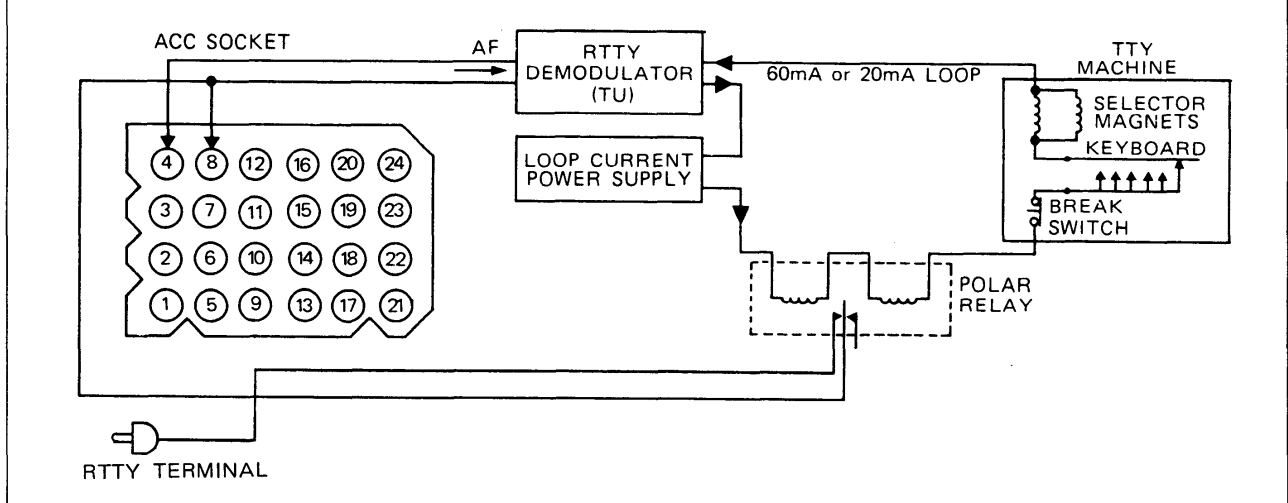 ACC SOCKET
AF
RTTY
DEMODULATOR
(TU)
60mA or 20mA LOOP
TTY
MACHINE
SELECTOR
MAGNETS
KEYBOARD
BREAK
SWITCH
LOOP CURRENT
POWER SUPPLY
4 8 12 16 20 24
3 7 11 15 19 23
2 6 10 14 18 22
1 5 9 13 17 21
POLAR
RELAY
RTTY TERMINAL